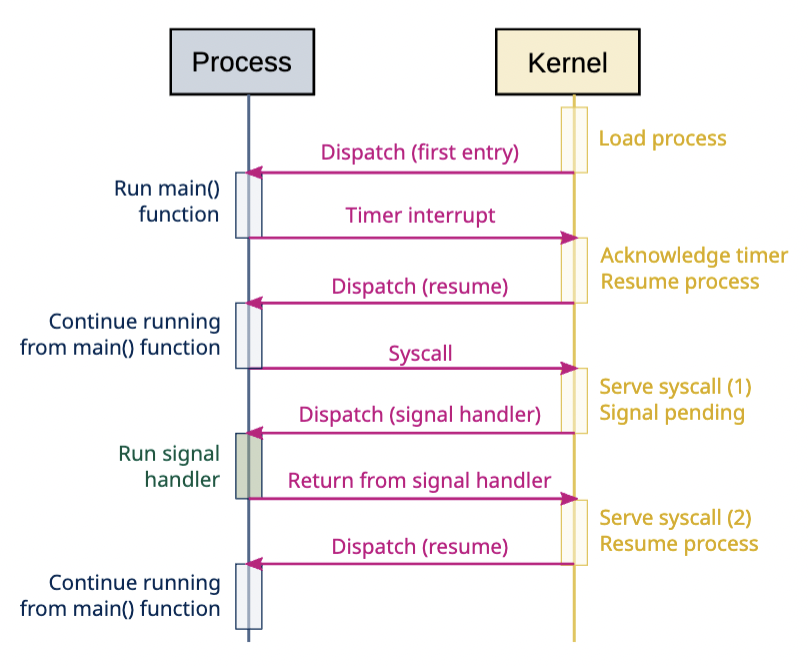 Process
Kernel
Load process
Dispatch (first entry)
Run main()
function
Timer interrupt
Acknowledge timer
Resume process
Dispatch (resume)
Continue running
from main() function
Syscall
Serve syscall (1)
Signal pending
Dispatch (signal handler)
Run signal
handler
Return from signal handler
Serve syscall (2)
Resume process
Dispatch (resume)
Continue running
from main() function